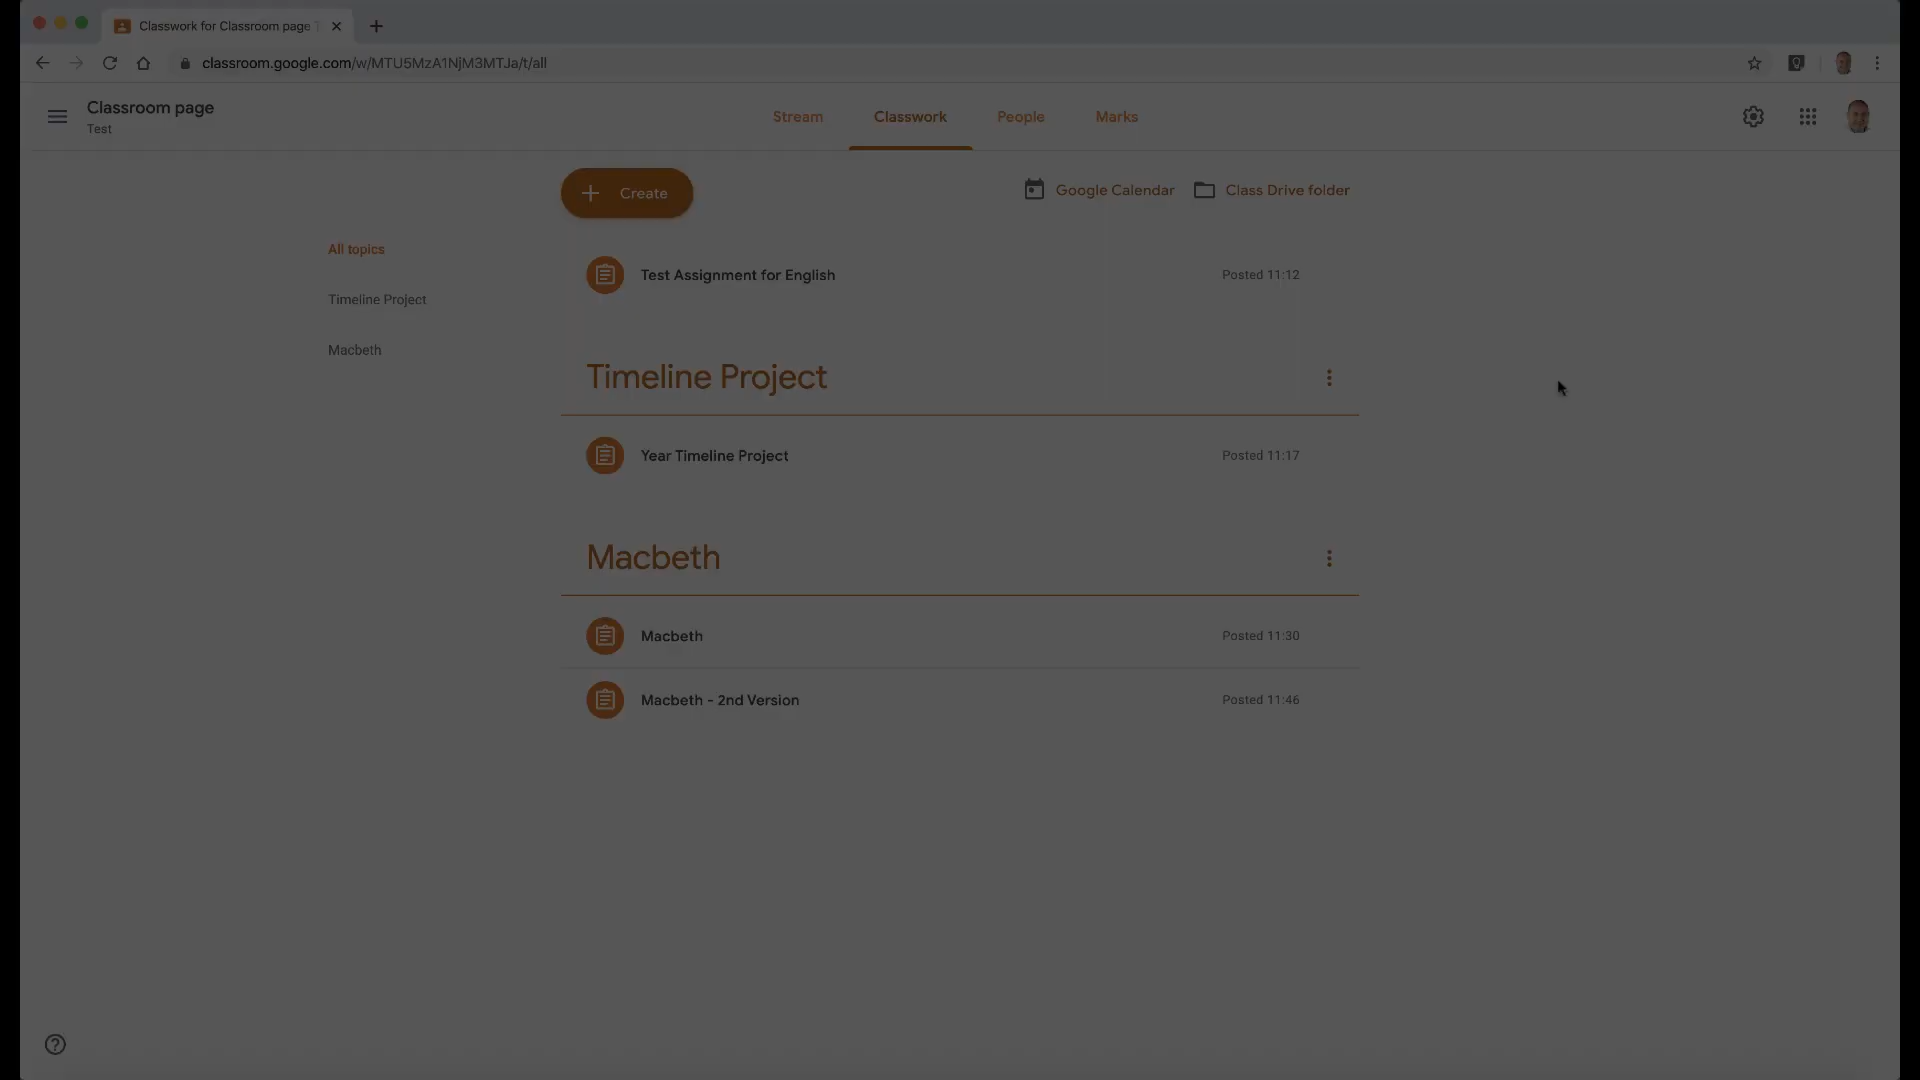 Classwork for Classroom page
classroom.google.com/w/MTU5MzA1NjM3MTJa/t/all
Classroom page
Test
Stream
Classwork
People
Marks
Create
Google Calendar
Class Drive folder
All topics
Timeline Project
Macbeth
Test Assignment for English
Posted 11:12
Timeline Project
Year Timeline Project
Posted 11:17
Macbeth
Macbeth
Posted 11:30
Macbeth - 2nd Version
Posted 11:46